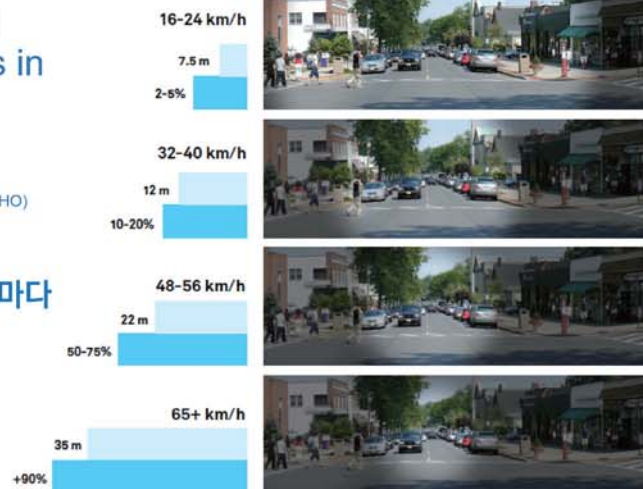 s in
HO)
마다
16-24 km/h
7.5 m
2-5%
32-40 km/h
12 m
10-20%
48-56 km/h
22 m
50-75%
65+ km/h
35 m
+90%